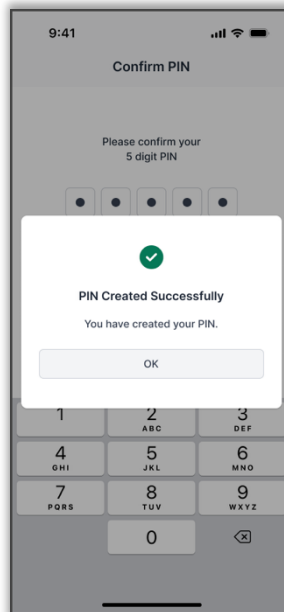 9:41
Confirm PIN
Please confirm your
5 digit PIN
PIN Created Successfully
You have created your PIN.
OK
1 2 3
ABC DEF
4 5 6
GHI JKL MNO
7 8 9
PQRS TUV WXYZ
0